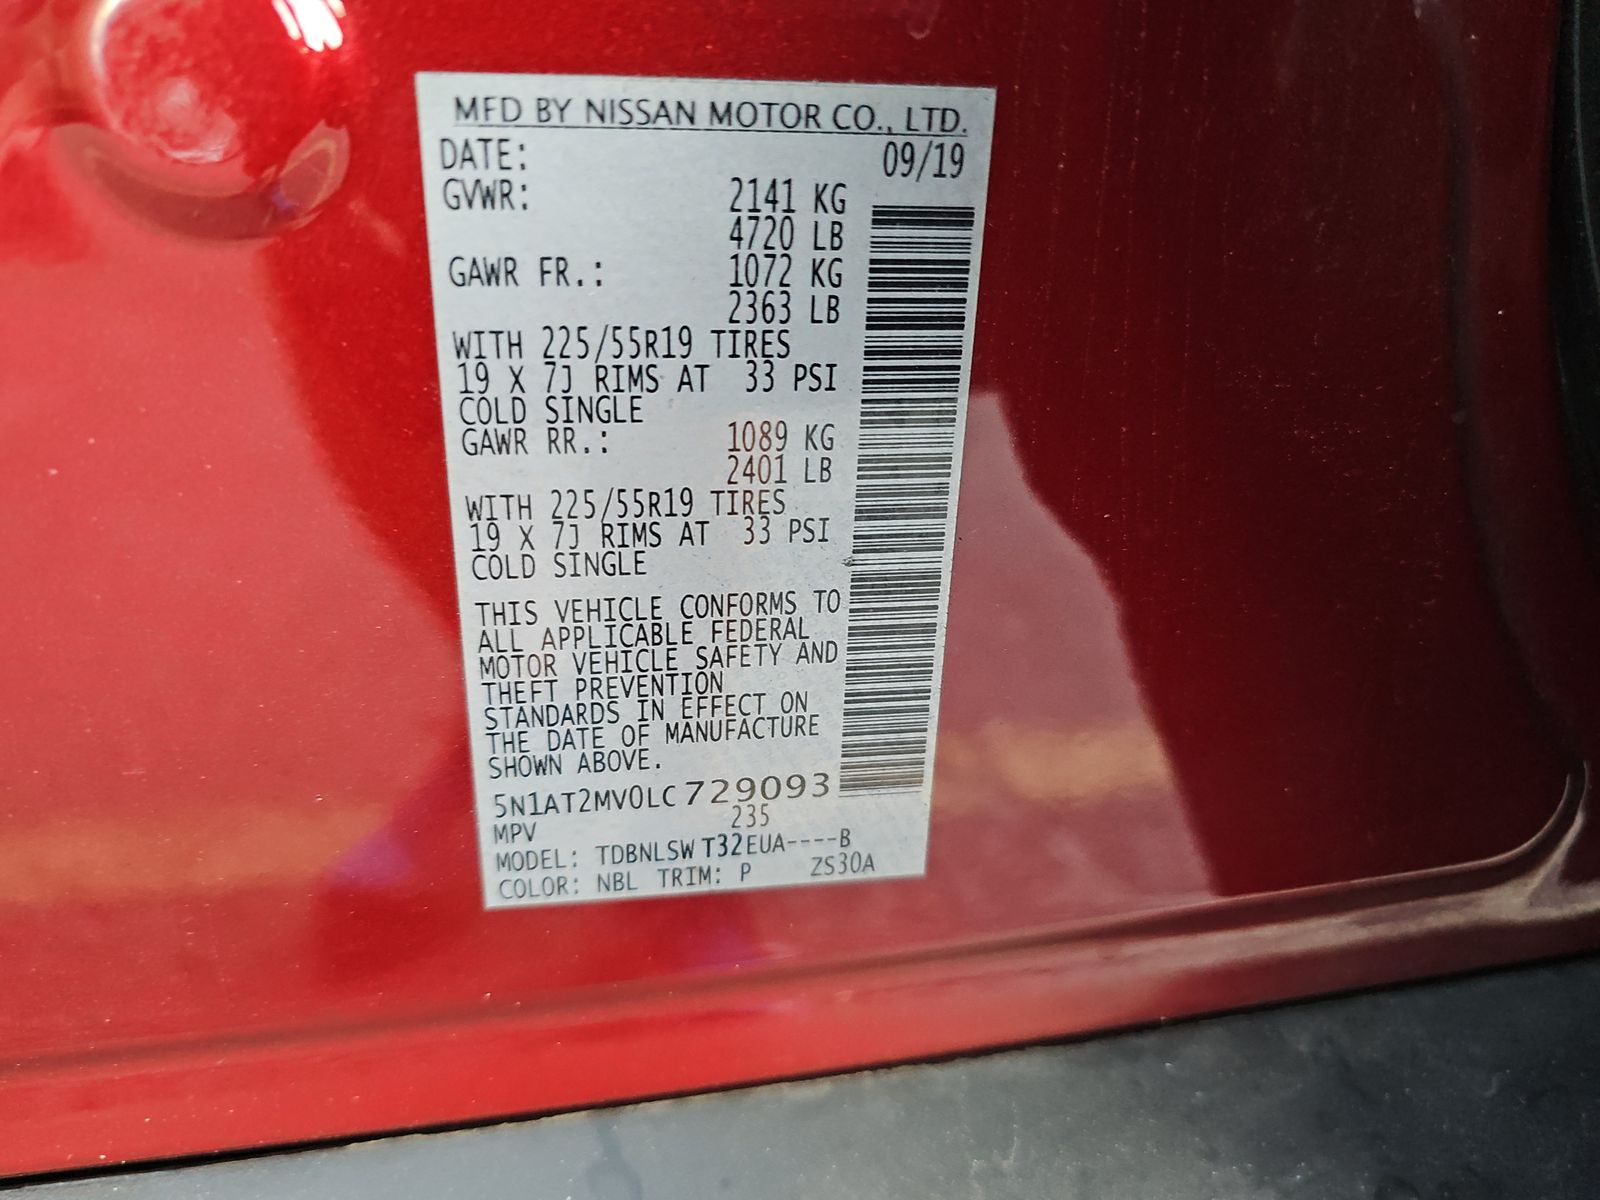 MFD BY NISSAN MOTOR CO., LTD.
DATE: 09/19
GVWR: 2141 KG
4720 LB
GAWR FR.: 1072 KG
2363 LB
WITH 225/55R19 TIRES
19 X 7J RIMS AT 33 PSI
COLD SINGLE
GAWR RR.: 1089 KG
2401 LB
WITH 225/55R19 TIRES
19 X 7J RIMS AT 33 PSI
COLD SINGLE
THIS VEHICLE CONFORMS TO
ALL APPLICABLE FEDERAL
MOTOR VEHICLE SAFETY AND
THEFT PREVENTION
STANDARDS IN EFFECT ON
THE DATE OF MANUFACTURE
SHOWN ABOVE.
5N1AT2MV0LC729093
MPV 235
MODEL: TDBNLSW T32EUA----B
COLOR: NBL TRIM: P ZS30A